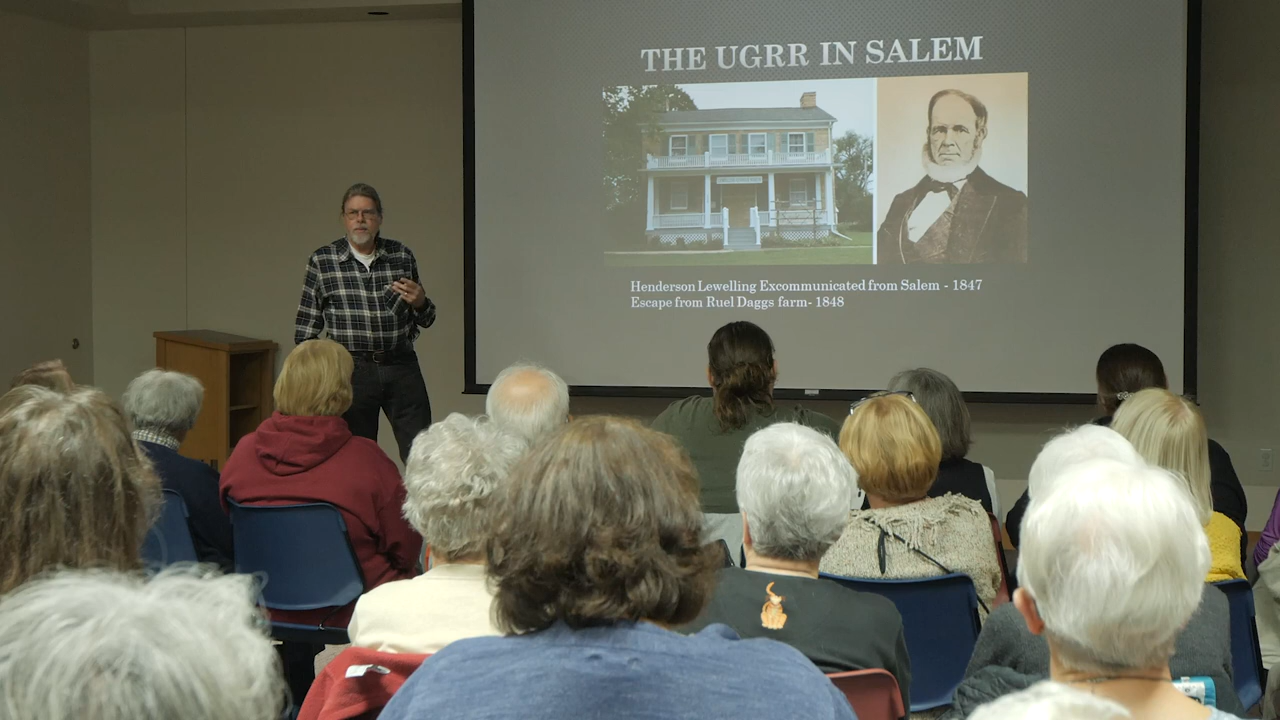 THE UGRR IN SALEM
Henderson Lewelling Excommunicated from Salem - 1847
Escape from Ruel Daggs farm- 1848